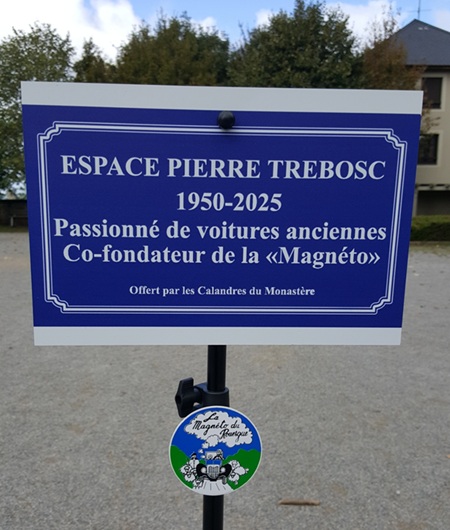 ESPACE PIERRE TREBOSC
1950-2025
Passionné de voitures anciennes
Co-fondateur de la «Magnéto»
Offert par les Calandres du Monastère
La
Magnéto du
Rouergue